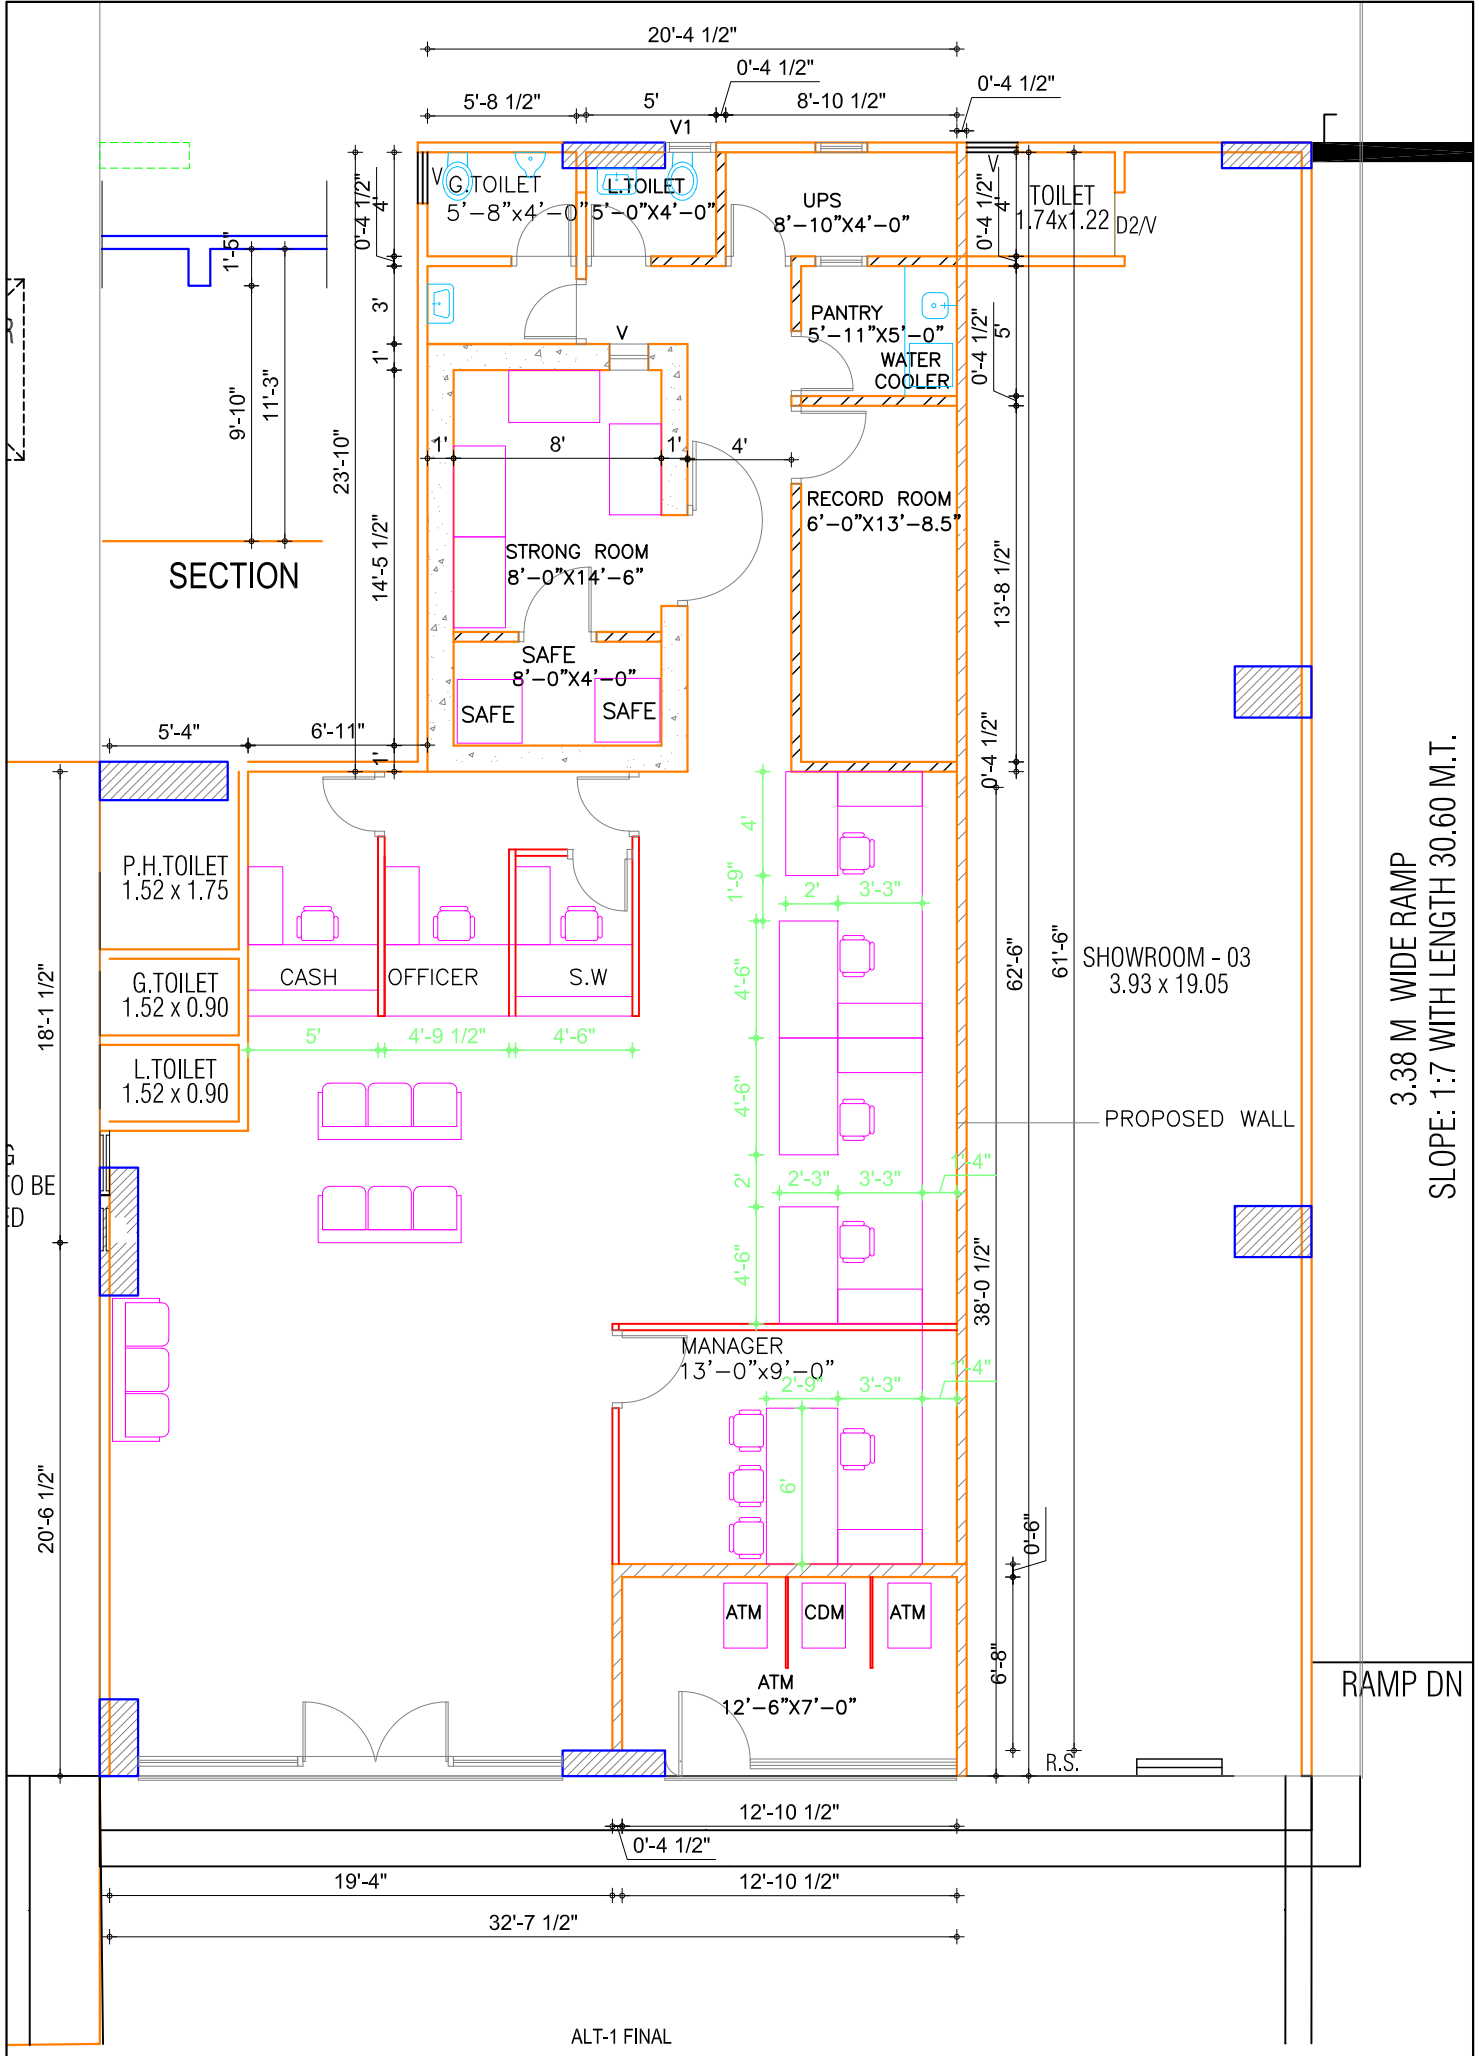 20'-4 1/2"
0'-4 1/2"
0'-4 1/2"
5'-8 1/2"
5'
8'-10 1/2"
V1
V
G.TOILET
5'-8"x4'-0"
L.TOILET
5'-0"X4'-0"
UPS
8'-10"X4'-0"
V
TOILET
1.74x1.22
D2/V
0'-4 1/2"
4'
0'-4 1/2"
4'
1'-5"
3'
1'
V
PANTRY
5'-11"X5'-0"
WATER
COOLER
0'-4 1/2"
5'
9'-10"
11'-3"
23'-10"
1'
8'
1'
4'
RECORD ROOM
6'-0"X13'-8.5"
SECTION
14'-5 1/2"
STRONG ROOM
8'-0"X14'-6"
13'-8 1/2"
SAFE
8'-0"X4'-0"
SAFE
SAFE
5'-4"
6'-11"
1'
0'-4 1/2"
P.H.TOILET
1.52 x 1.75
4'
1'-9"
2'
3'-3"
CASH
OFFICER
S.W
G.TOILET
1.52 x 0.90
18'-1 1/2"
4'-6"
62'-6"
61'-6"
SHOWROOM - 03
3.93 x 19.05
3.38 M WIDE RAMP
SLOPE: 1:7 WITH LENGTH 30.60 M.T.
5'
4'-9 1/2"
4'-6"
L.TOILET
1.52 x 0.90
4'-6"
PROPOSED WALL
TO BE
ED
2'
2'-3"
3'-3"
1'-4"
4'-6"
38'-0 1/2"
MANAGER
13'-0"x9'-0"
2'-9"
3'-3"
1'-4"
6'
20'-6 1/2"
0'-6"
ATM
CDM
ATM
6'-8"
ATM
12'-6"X7'-0"
RAMP DN
R.S.
12'-10 1/2"
0'-4 1/2"
19'-4"
12'-10 1/2"
32'-7 1/2"
ALT-1 FINAL